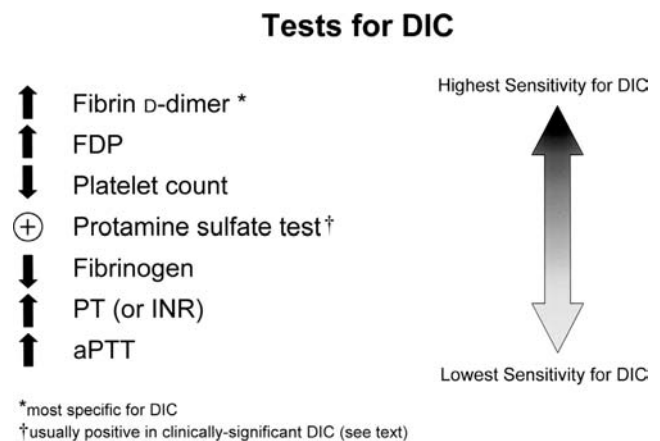 Tests for DIC
Fibrin D-dimer *
FDP
Platelet count
Protamine sulfate test†
Fibrinogen
PT (or INR)
aPTT
Highest Sensitivity for DIC
Lowest Sensitivity for DIC
*most specific for DIC
†usually positive in clinically-significant DIC (see text)